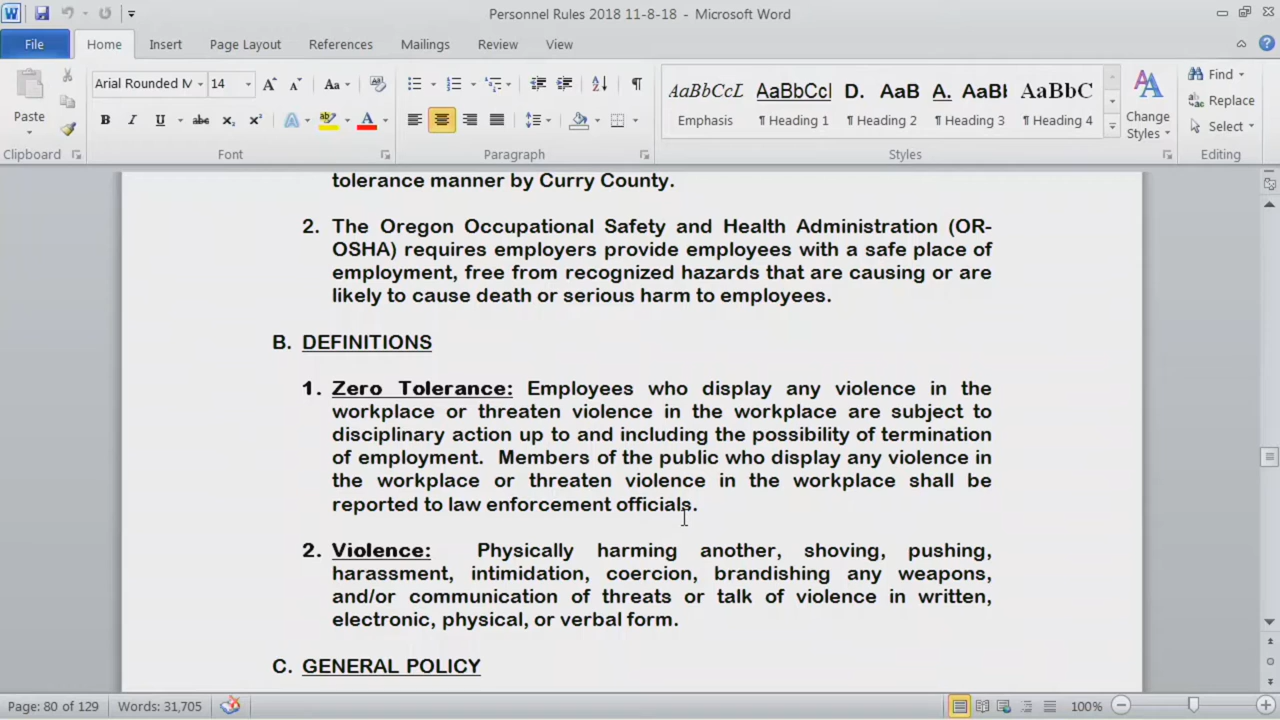 Personnel Rules 2018 11-8-18 - Microsoft Word
File Home Insert Page Layout References Mailings Review View
Paste
Arial Rounded M 14
AaBbCcL AaBbCcI D. AaB A. AaBI AaBbC
Emphasis ¶ Heading 1 ¶ Heading 2 ¶ Heading 3 ¶ Heading 4
Change Styles
Find
Replace
Select
Clipboard Font Paragraph Styles Editing
tolerance manner by Curry County.
2. The Oregon Occupational Safety and Health Administration (OR-
OSHA) requires employers provide employees with a safe place of
employment, free from recognized hazards that are causing or are
likely to cause death or serious harm to employees.
B. DEFINITIONS
1. Zero Tolerance: Employees who display any violence in the
workplace or threaten violence in the workplace are subject to
disciplinary action up to and including the possibility of termination
of employment. Members of the public who display any violence in
the workplace or threaten violence in the workplace shall be
reported to law enforcement officials.
2. Violence: Physically harming another, shoving, pushing,
harassment, intimidation, coercion, brandishing any weapons,
and/or communication of threats or talk of violence in written,
electronic, physical, or verbal form.
C. GENERAL POLICY
Page: 80 of 129 Words: 31,705 100%